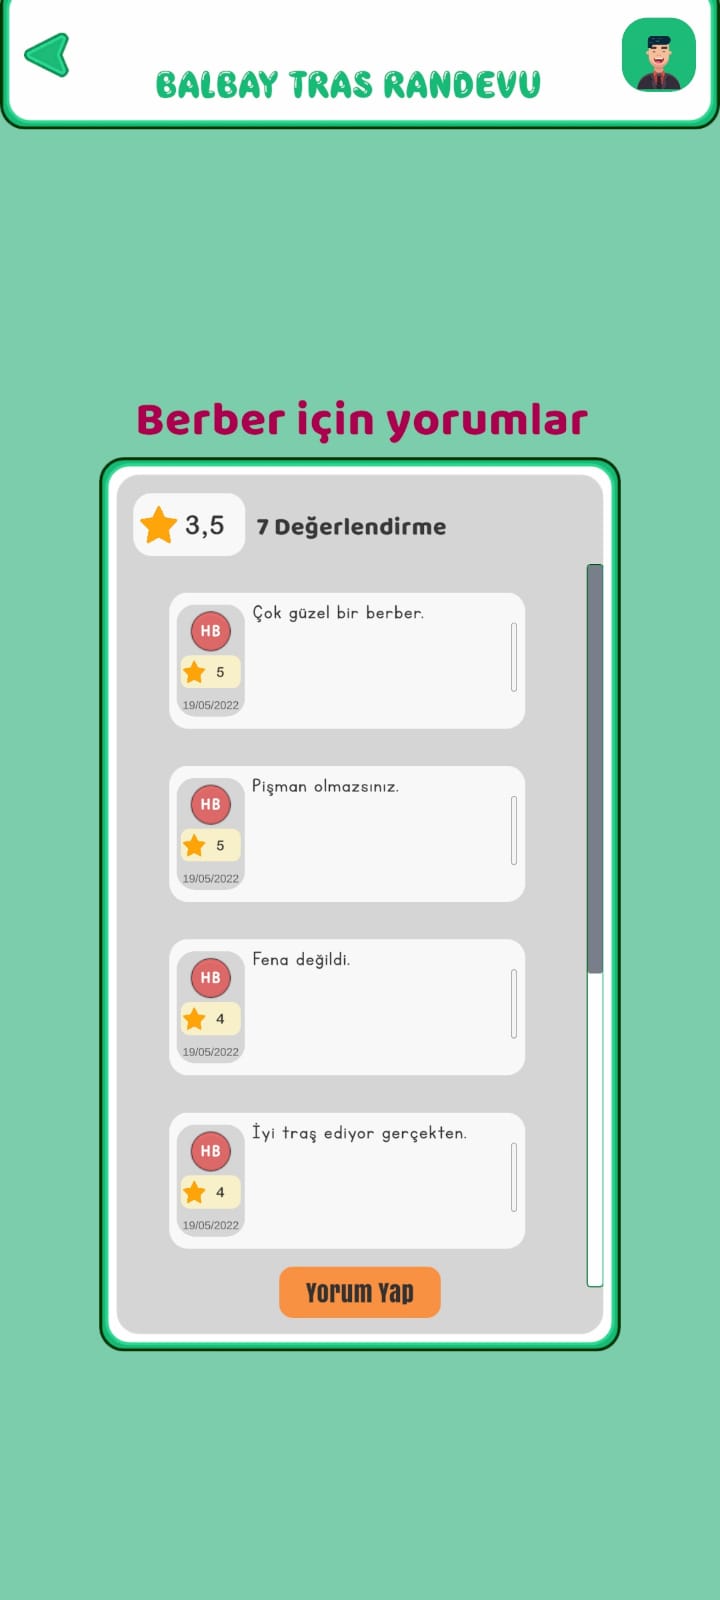 BALBAY TRAS RANDEVU
Berber için yorumlar
3,5
7 Değerlendirme
HB
Çok güzel bir berber.
5
19/05/2022
HB
Pişman olmazsınız.
5
19/05/2022
HB
Fena değildi.
4
19/05/2022
HB
İyi traş ediyor gerçekten.
4
19/05/2022
Yorum Yap